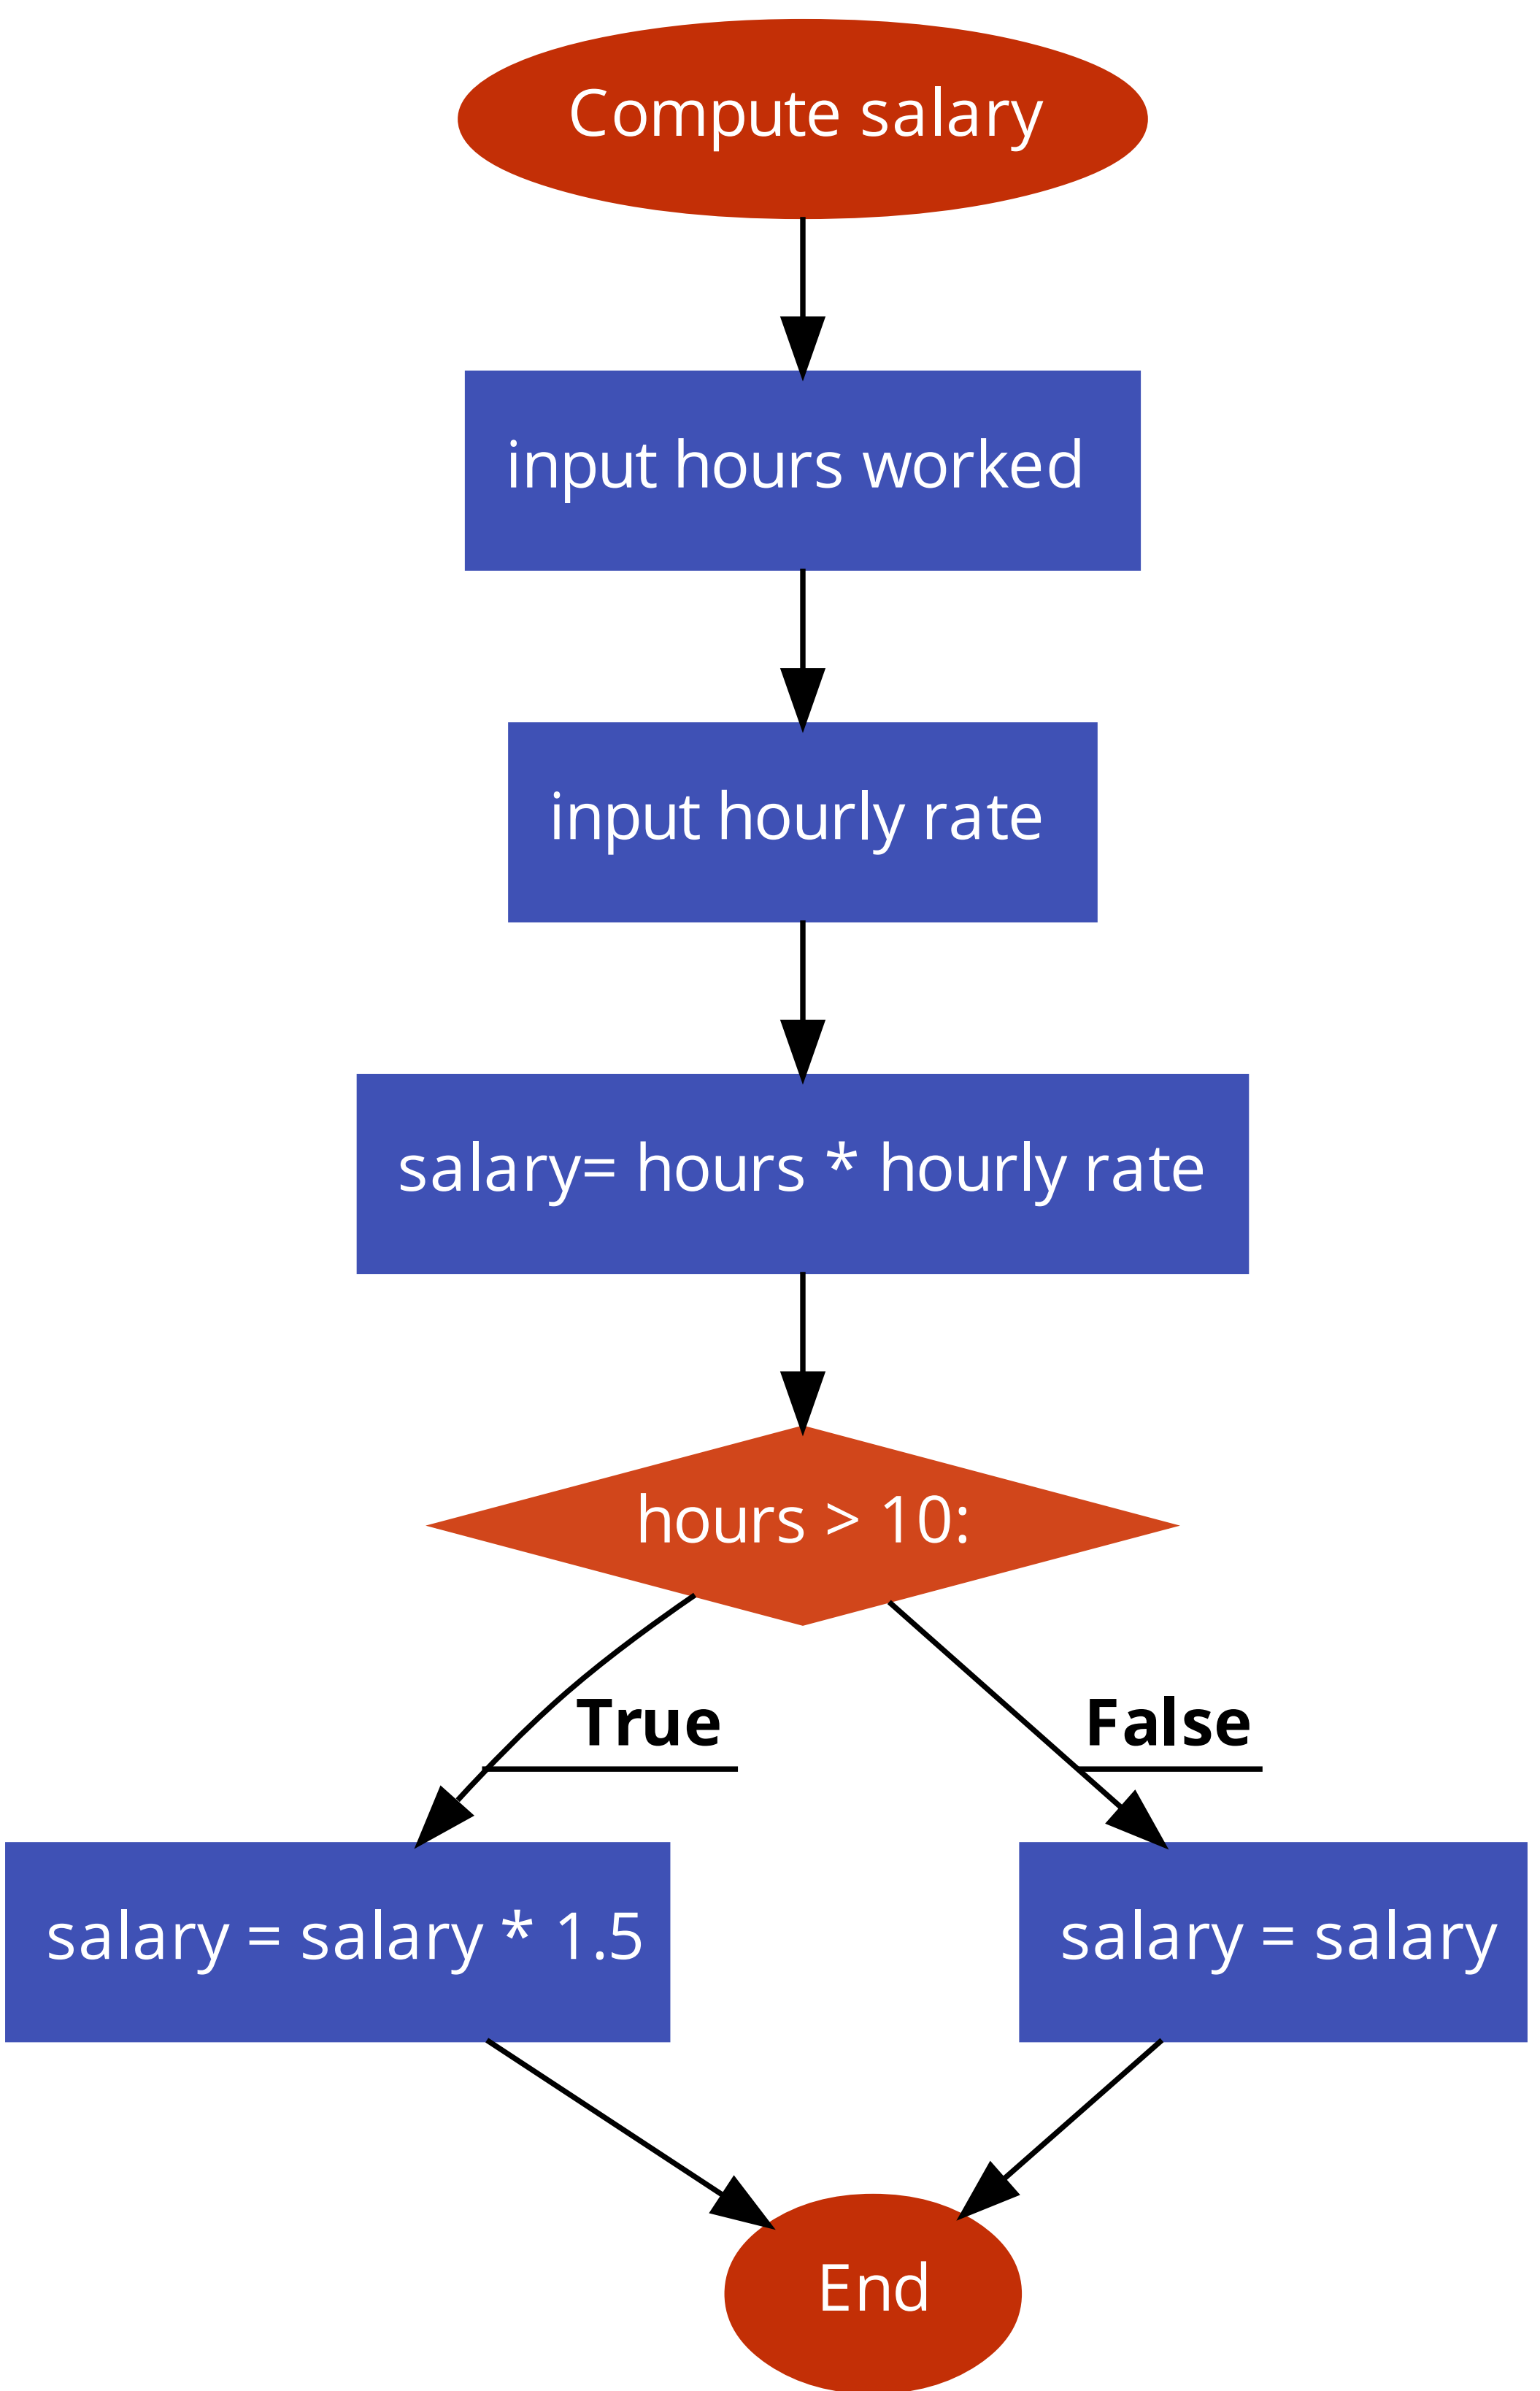 Compute salary
input hours worked
input hourly rate
salary= hours * hourly rate
hours > 10:
True
False
salary = salary * 1.5
salary = salary
End